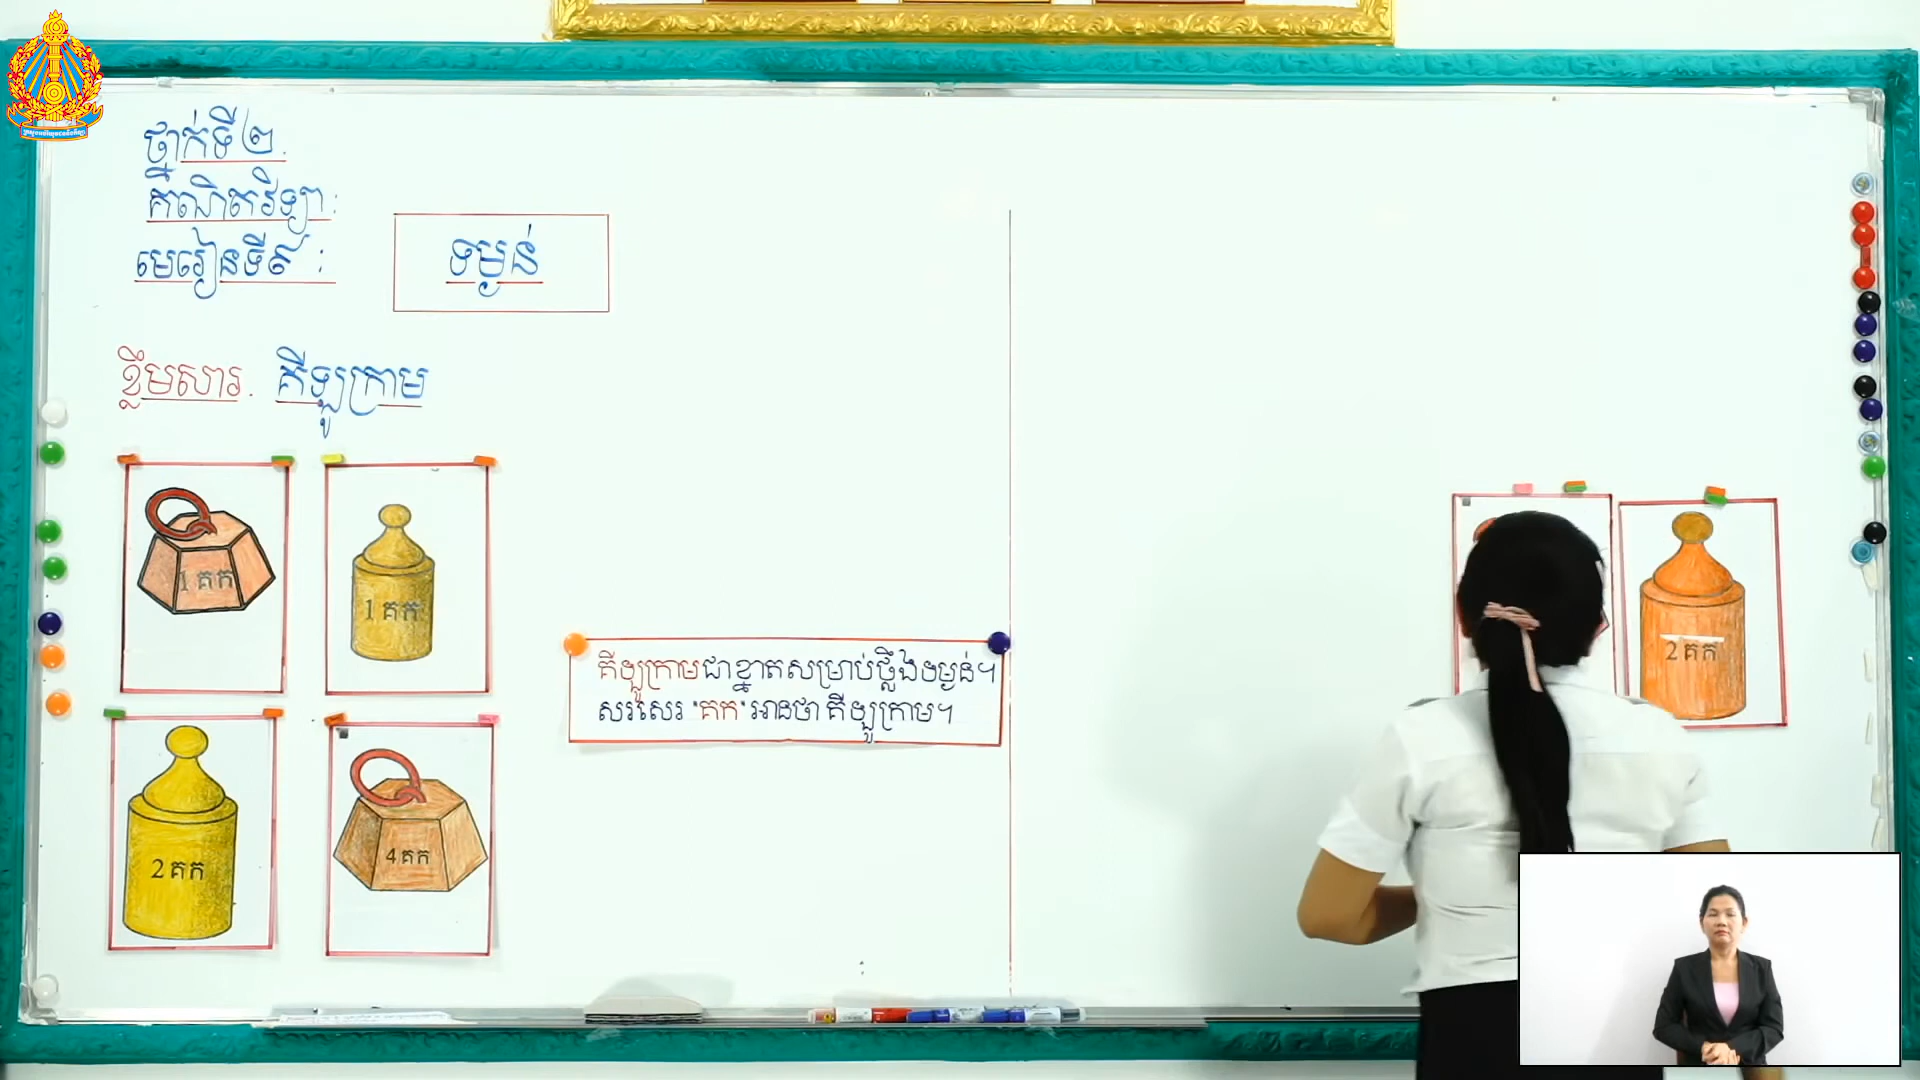 ថ្នាក់ទី២.
គណិតវិទ្យា:
មេរៀនទី៩ :
ទម្ងន់
ខ្លឹមសារ. គីឡូក្រាម
1 គក
1 គក
2 គក
4 គក
គីឡូក្រាមជាខ្នាតសម្រាប់ថ្លឹងទម្ងន់។
សរសេរ "គក" អានថា គីឡូក្រាម។
2 គក